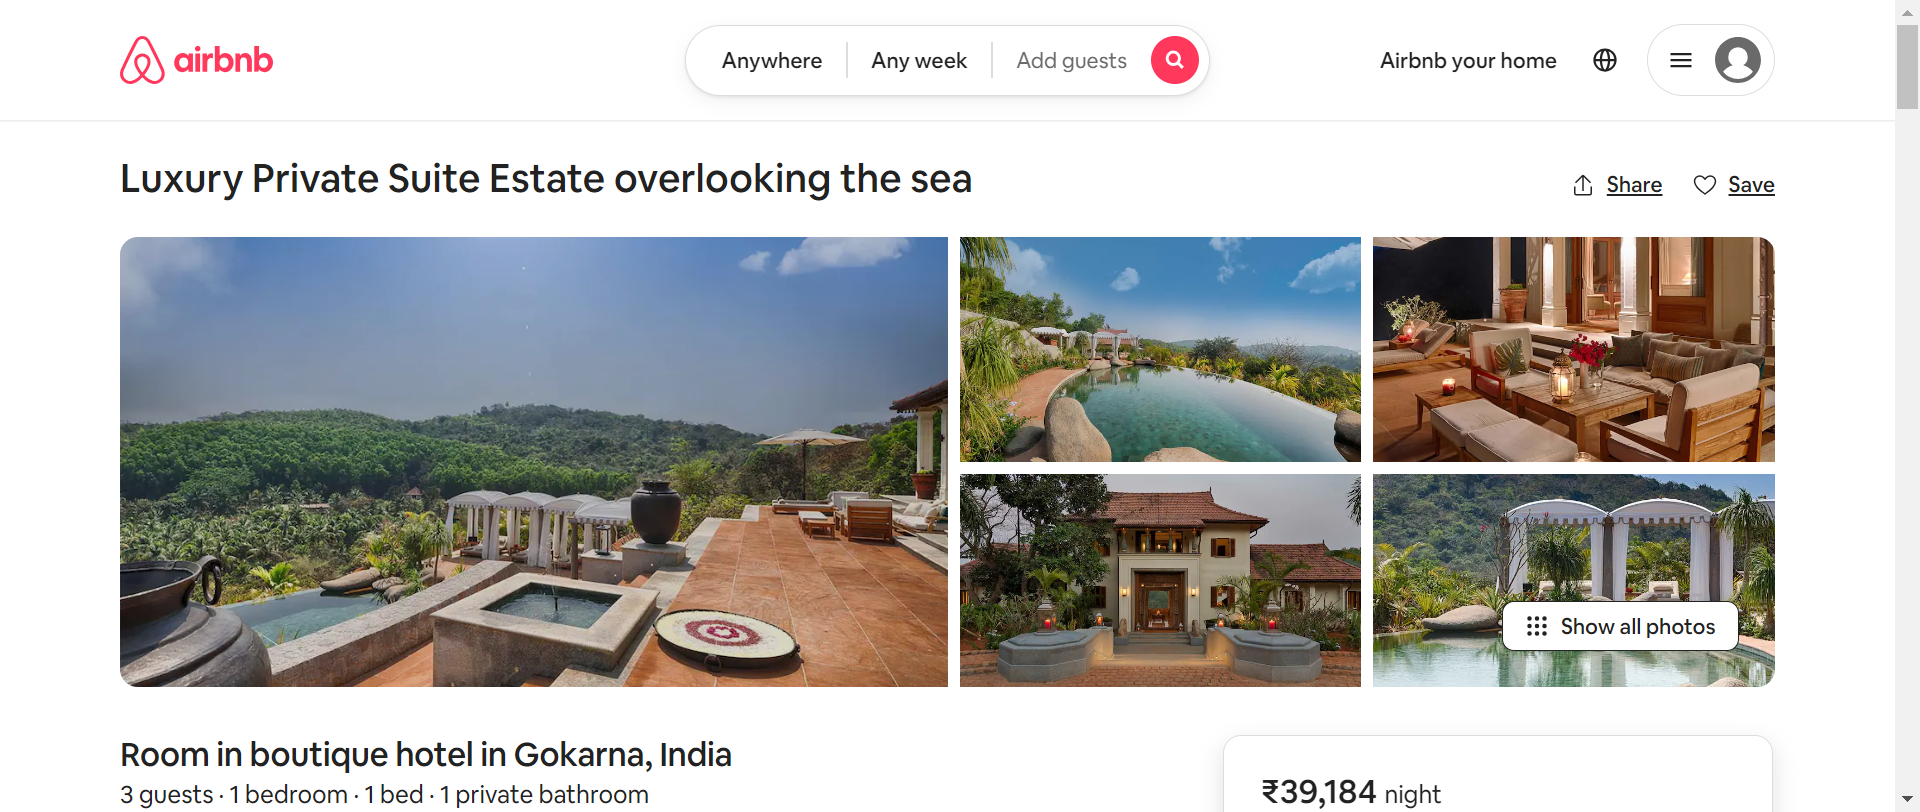 airbnb
Anywhere
Any week
Add guests
Airbnb your home
Luxury Private Suite Estate overlooking the sea
Share
Save
Show all photos
Room in boutique hotel in Gokarna, India
3 guests · 1 bedroom · 1 bed · 1 private bathroom
₹39,184 night